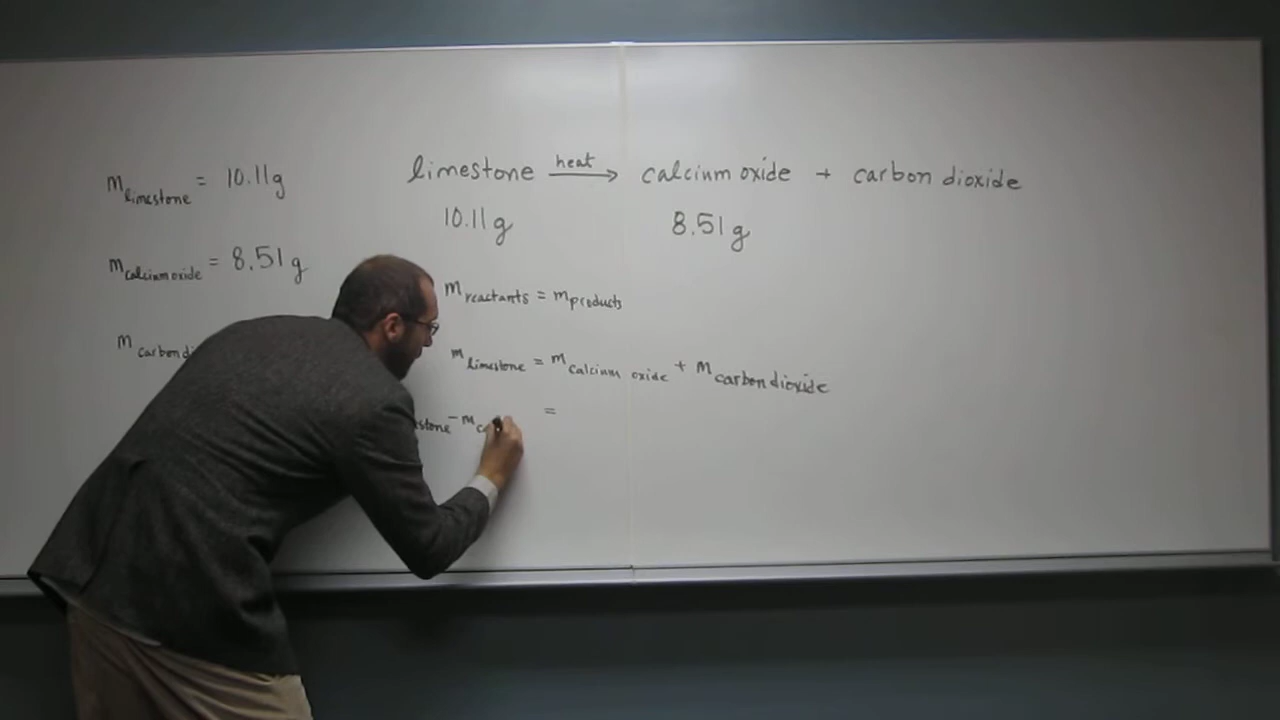 m limestone = 10.11g
limestone heat → calcium oxide + carbon dioxide
10.11g 8.51g
m calcium oxide = 8.51g
m reactants = m products
m carbon di
m limestone = m calcium oxide + m carbon dioxide
stone - m c =